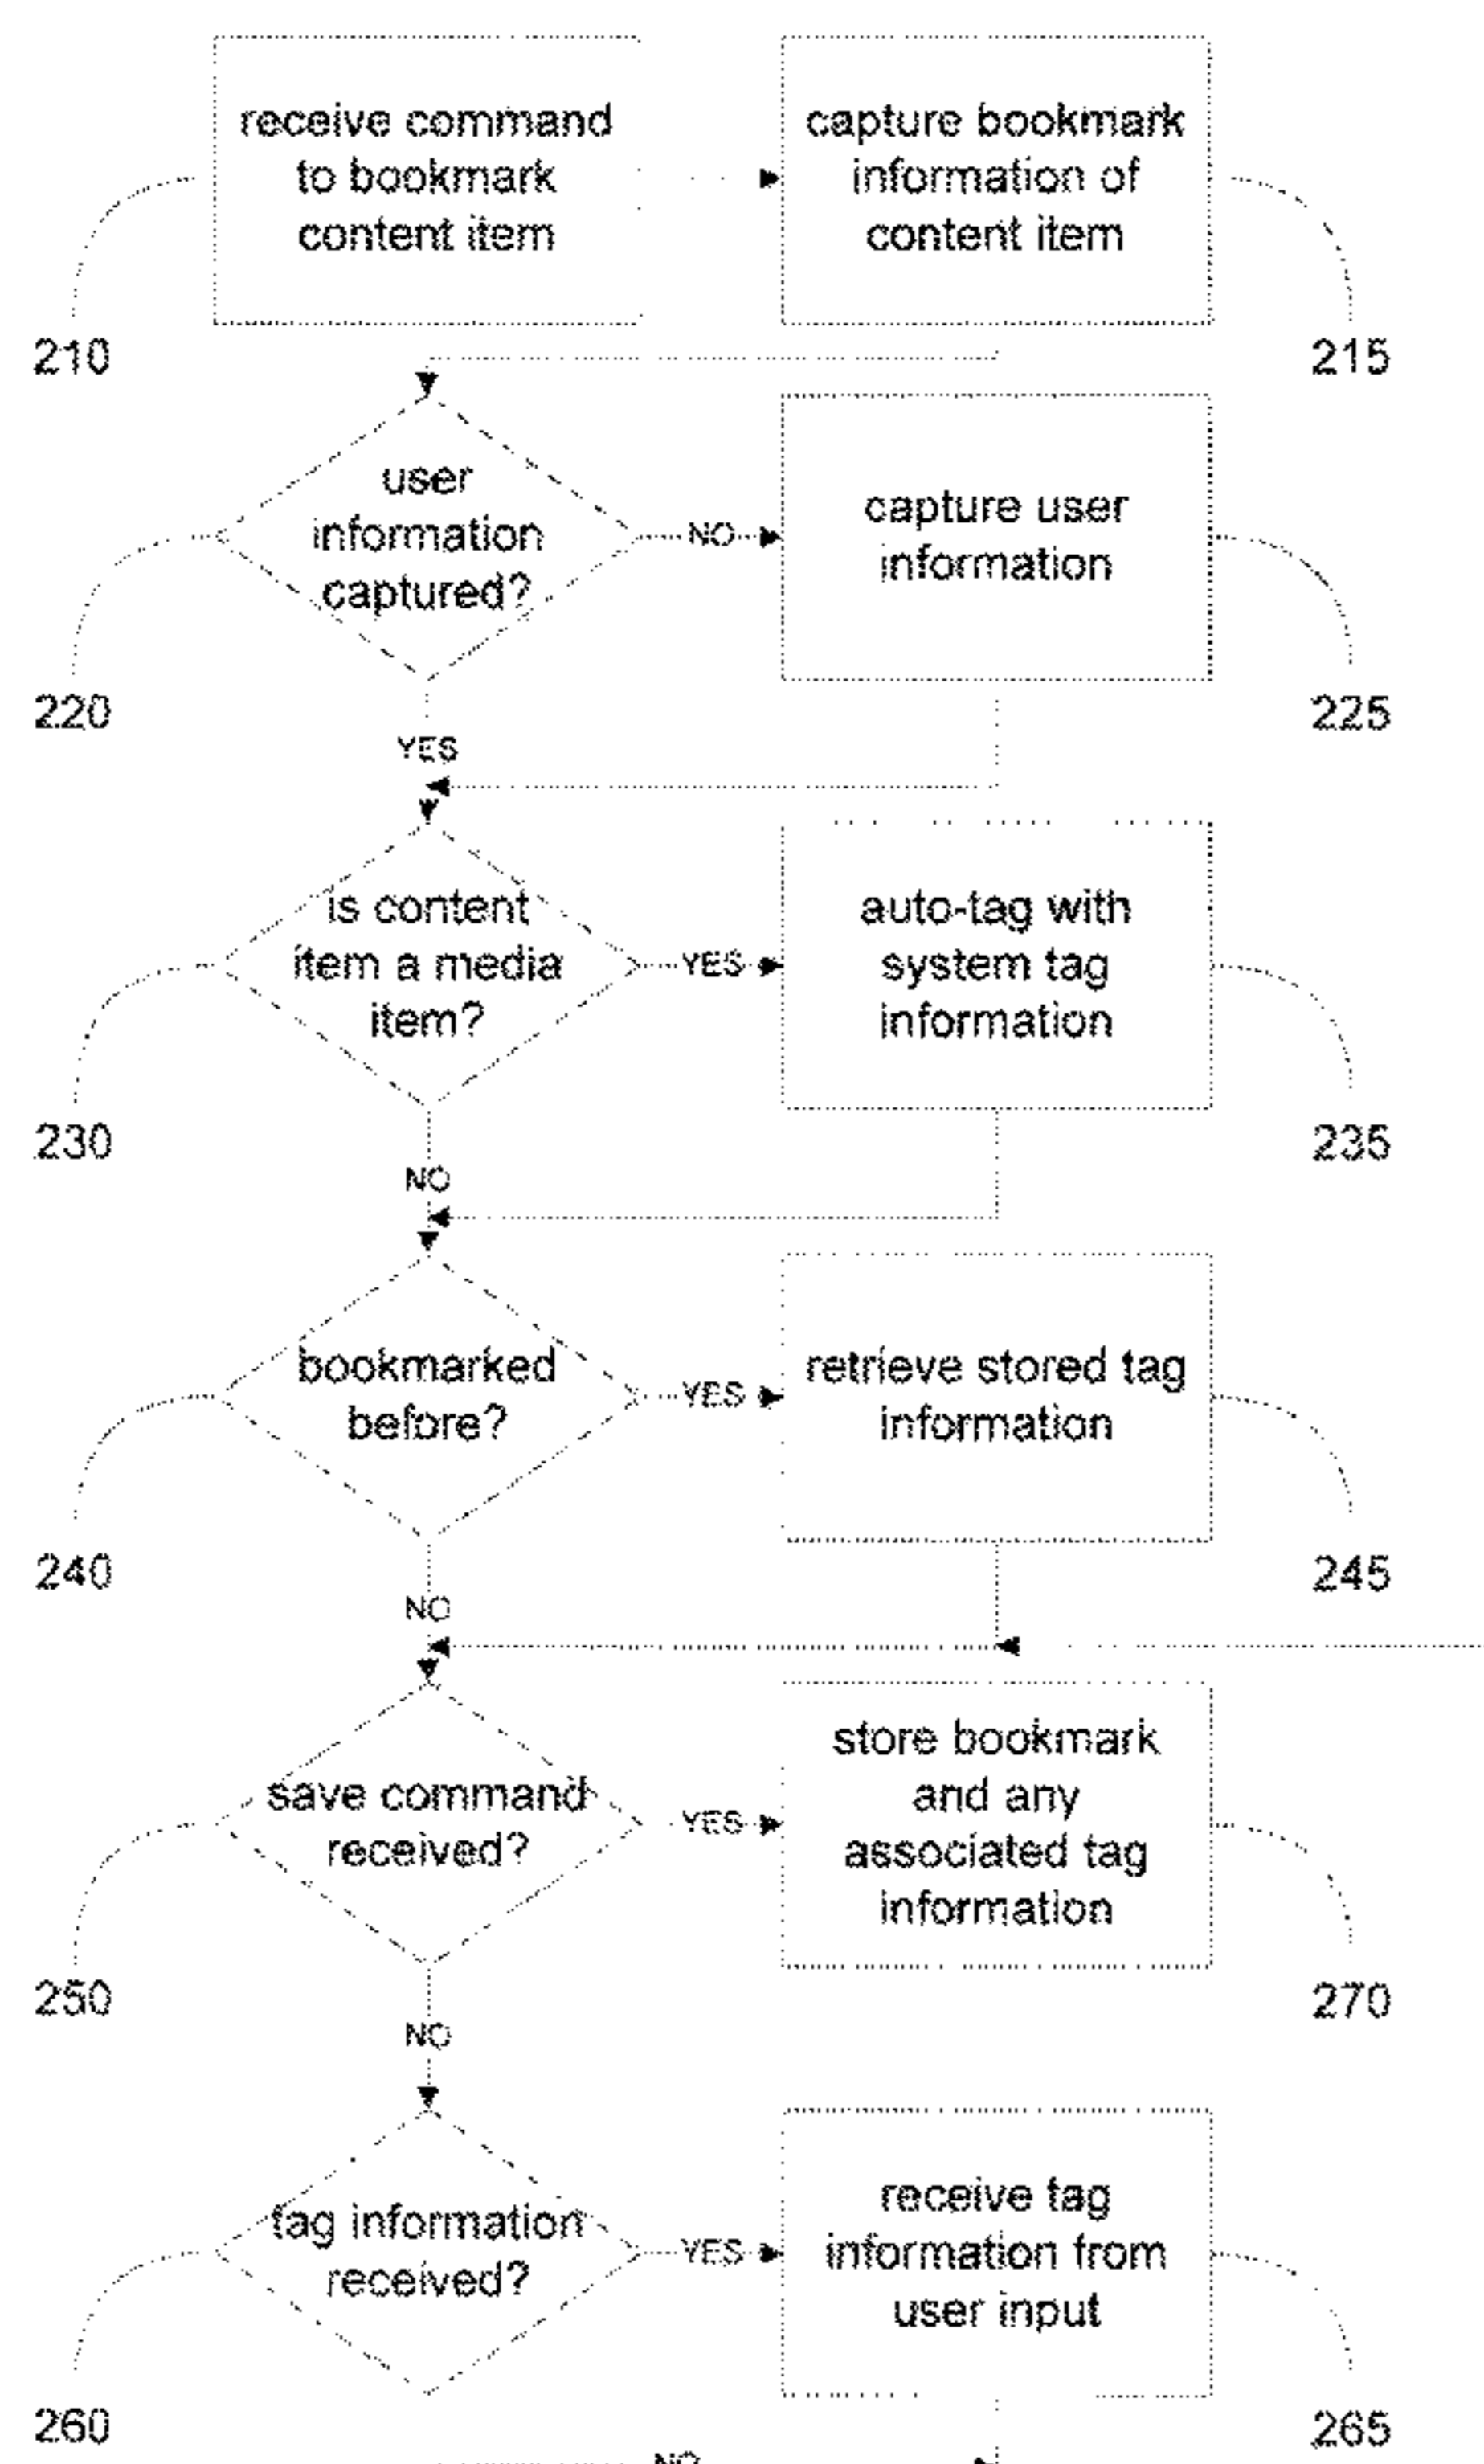 receive command
to bookmark
content item
capture bookmark
information of
content item
210
215
user
information
captured?
NO
capture user
information
220
225
YES
is content
item a media
item?
YES
auto-tag with
system tag
information
230
235
NO
bookmarked
before?
YES
retrieve stored tag
information
240
245
NO
save command
received?
YES
store bookmark
and any
associated tag
information
250
270
NO
tag information
received?
YES
receive tag
information from
user input
260
265
NO